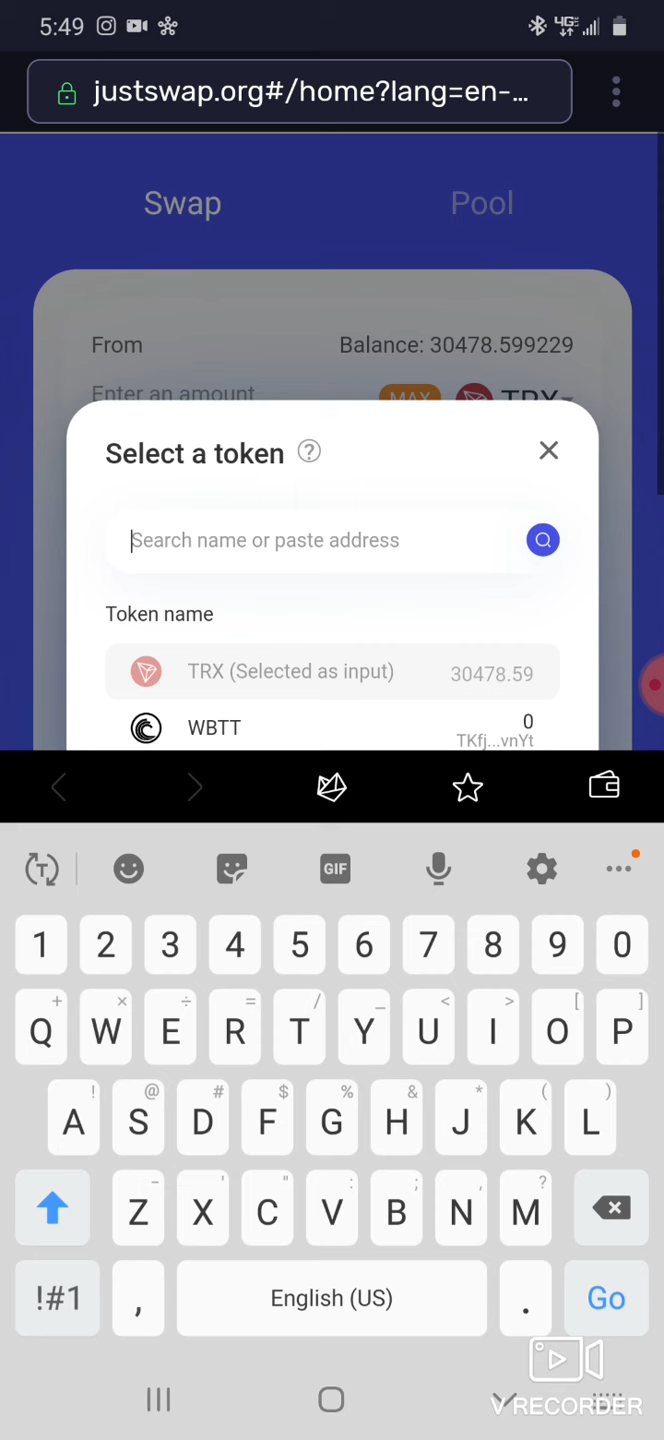 5:49
justswap.org#/home?lang=en-...
Swap Pool
From Balance: 30478.599229
Enter an amount MAX TRX
Select a token ?
Search name or paste address
Token name
TRX (Selected as input) 30478.59
WBTT 0
TKfj...vnYt
T GIF
1 2 3 4 5 6 7 8 9 0
+ × ÷ = / _ < > [ ]
Q W E R T Y U I O P
! @ # $ % & * ( )
A S D F G H J K L
- ' " : ; , ?
Z X C V B N M
!#1 , English (US) . Go
V RECORDER